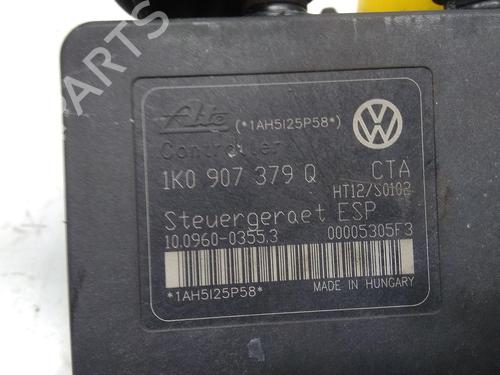 Ate (*1AH5I25P58*)
Controller
1K0 907 379 Q CTA
HT12/S0102
Steuergeraet ESP
10.0960-0355.3 00005305F3
*1AH5I25P58* MADE IN HUNGARY